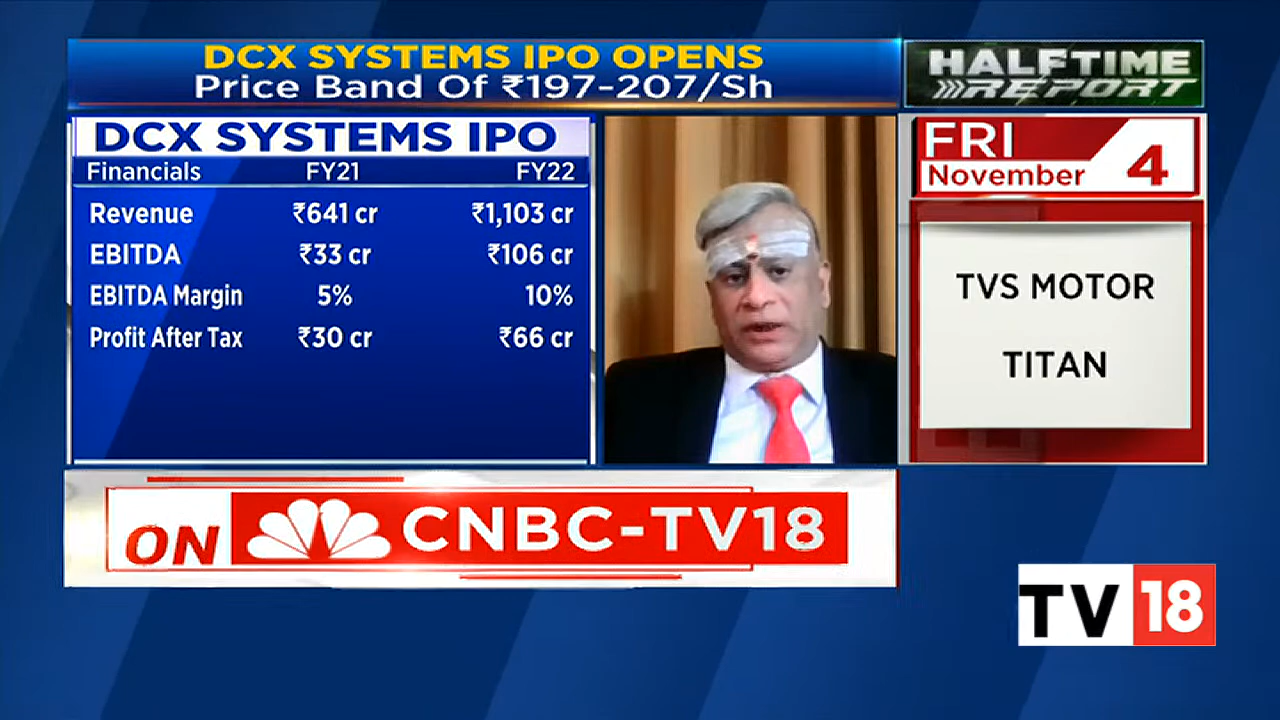 DCX SYSTEMS IPO OPENS
Price Band Of ₹197-207/Sh
HALFTIME
REPORT
DCX SYSTEMS IPO
Financials FY21 FY22
Revenue ₹641 cr ₹1,103 cr
EBITDA ₹33 cr ₹106 cr
EBITDA Margin 5% 10%
Profit After Tax ₹30 cr ₹66 cr
FRI
November 4
TVS MOTOR
TITAN
ON CNBC-TV18
TV18